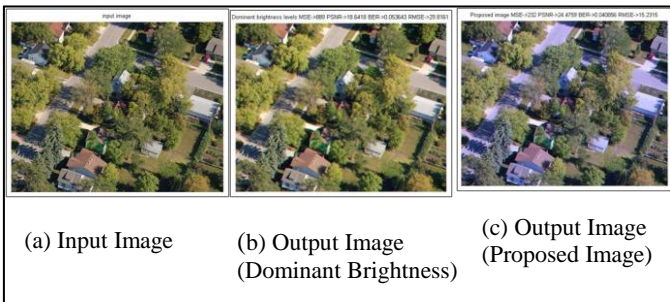 input image
Dominant brightness levels MSE->889 PSNR->18.6418 BER->0.053643 RMSE->29.8161
Proposed image MSE->232 PSNR->24.4759 BER->0.040856 RMSE->15.2315
(a) Input Image
(b) Output Image
(Dominant Brightness)
(c) Output Image
(Proposed Image)